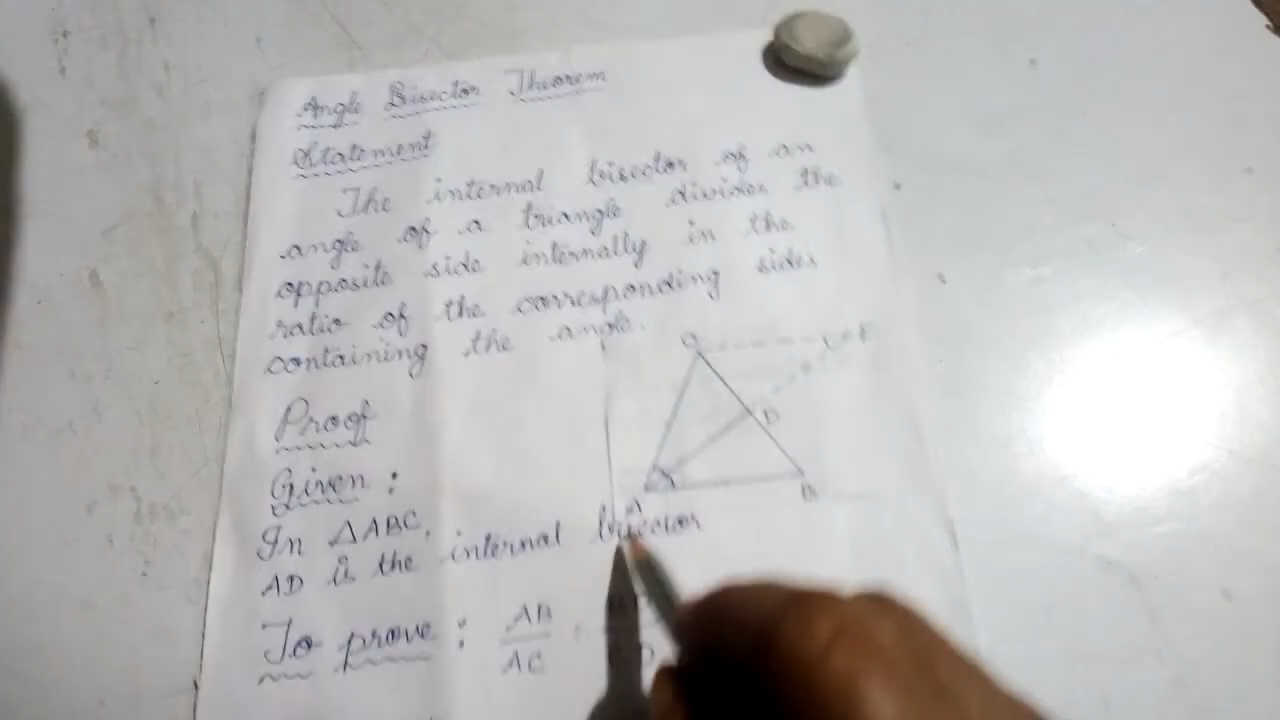 Angle Bisector Theorem
Statement
The internal bisector of an
angle of a triangle divides the
opposite side internally in the
ratio of the corresponding sides
containing the angle.
C
D
A
B
Proof
Given :
In △ABC,
AD is the internal bisector
To prove : AB
AC